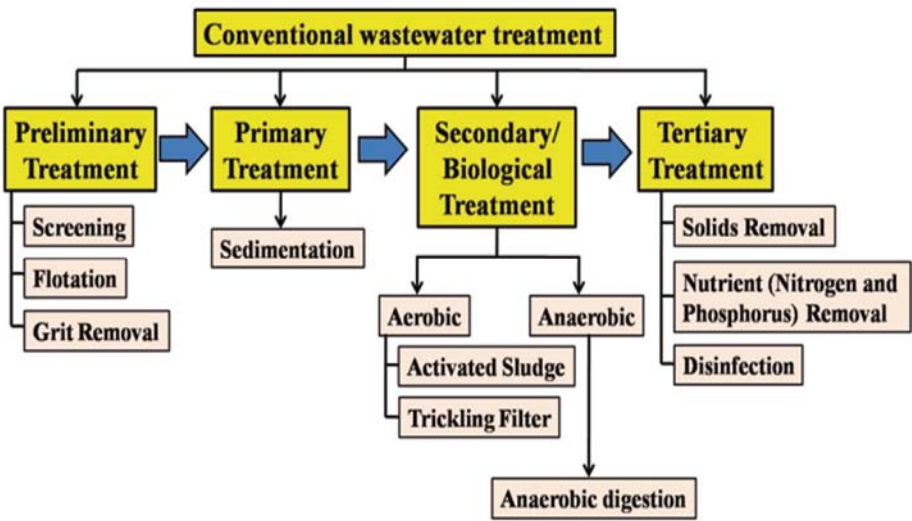 Conventional wastewater treatment
Preliminary
Treatment
Primary
Treatment
Secondary/
Biological
Treatment
Tertiary
Treatment
Screening
Flotation
Grit Removal
Sedimentation
Aerobic
Activated Sludge
Trickling Filter
Anaerobic
Anaerobic digestion
Solids Removal
Nutrient (Nitrogen and
Phosphorus) Removal
Disinfection